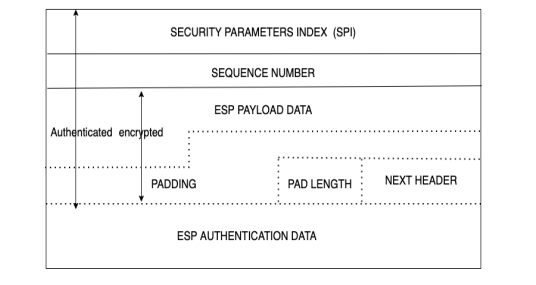 SECURITY PARAMETERS INDEX (SPI)
SEQUENCE NUMBER
ESP PAYLOAD DATA
Authenticated encrypted
PADDING PAD LENGTH NEXT HEADER
ESP AUTHENTICATION DATA